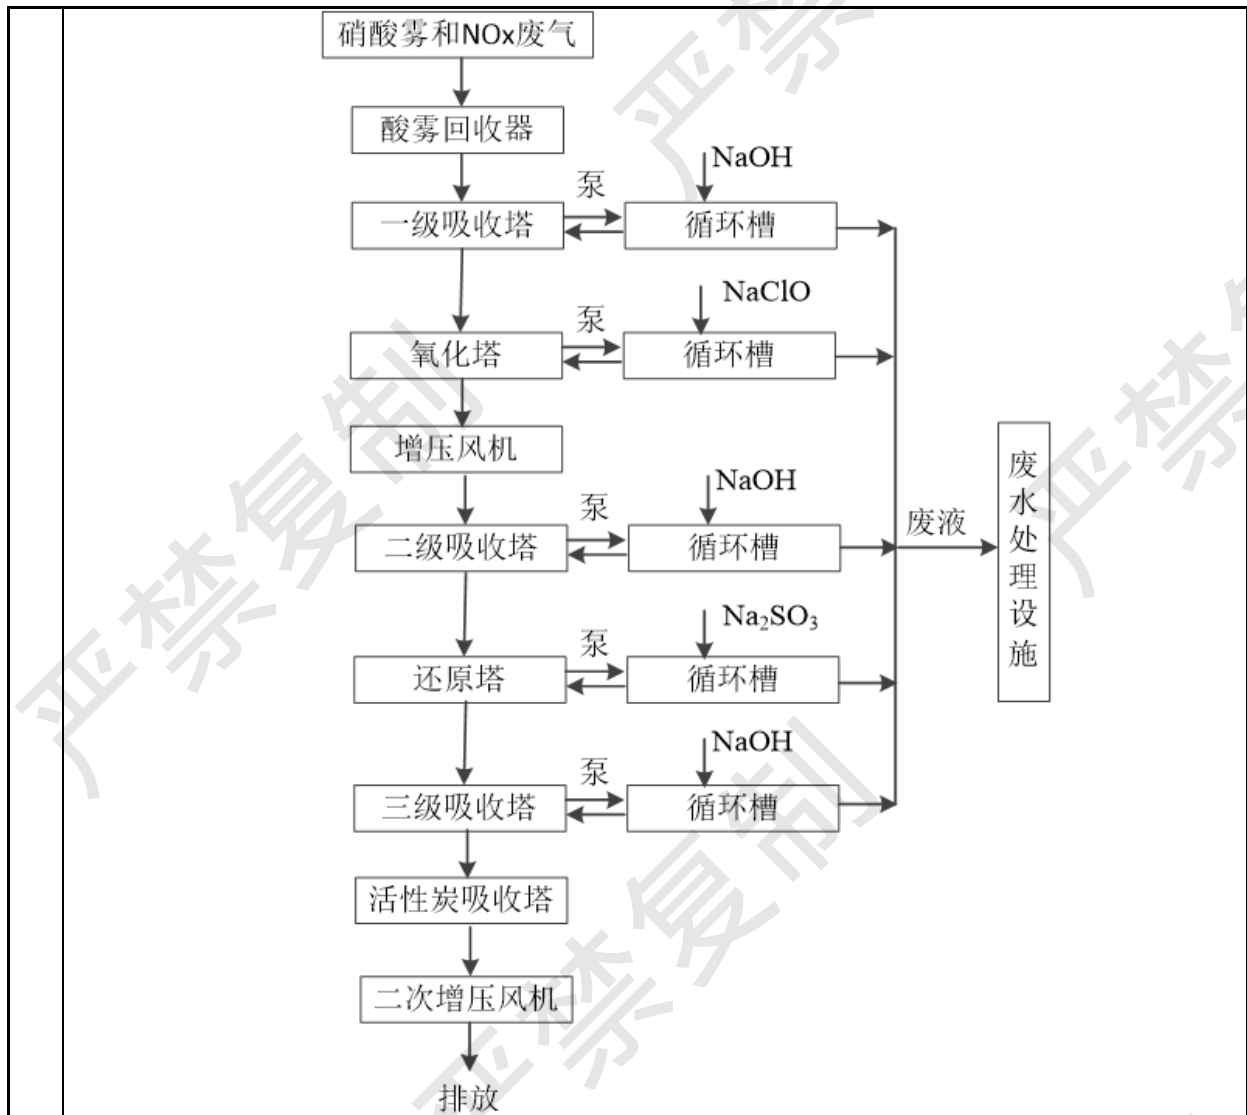 硝酸雾和NOx废气
酸雾回收器
NaOH
泵
一级吸收塔
循环槽
NaClO
泵
氧化塔
循环槽
增压风机
NaOH
泵
二级吸收塔
循环槽
废液
废水处理设施
Na₂SO₃
泵
还原塔
循环槽
NaOH
泵
三级吸收塔
循环槽
活性炭吸收塔
二次增压风机
排放
严禁复制
严禁复制
严禁
严禁复